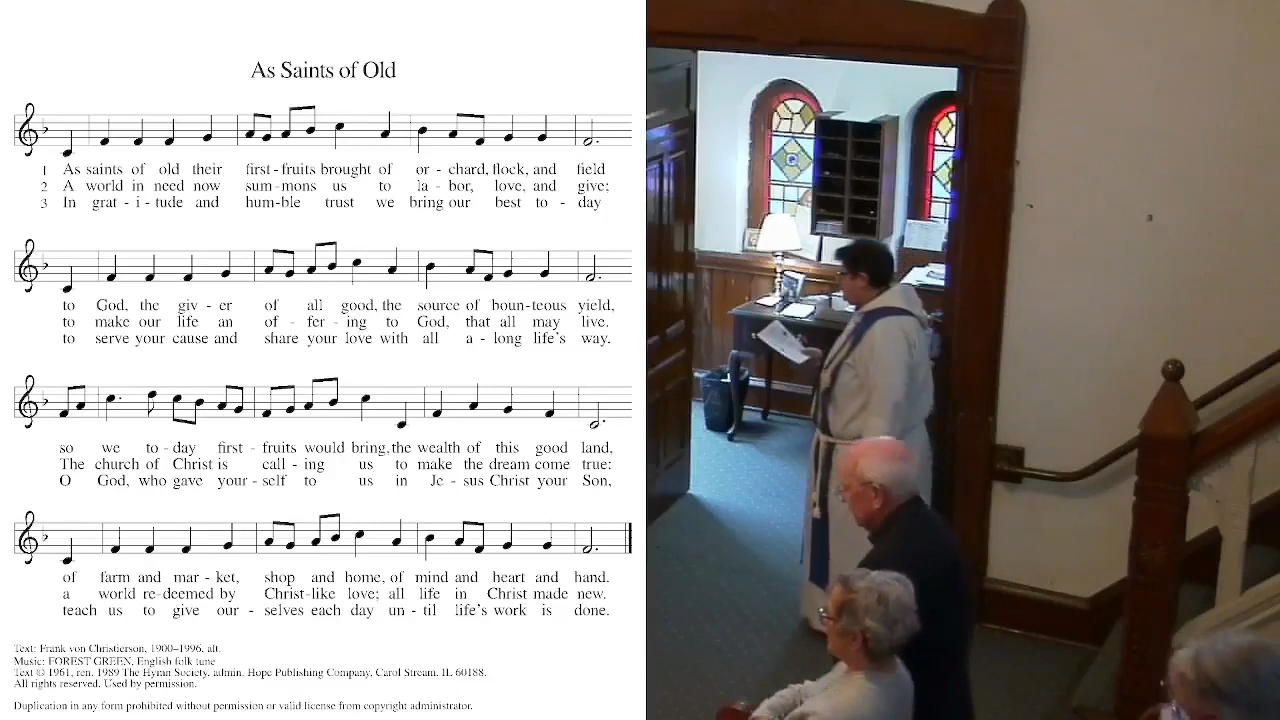 As Saints of Old
1 As saints of old their first - fruits brought of or - chard, flock, and field
2 A world in need now sum - mons us to la - bor, love, and give;
3 In grat - i - tude and hum - ble trust we bring our best to - day
to God, the giv - er of all good, the source of boun - teous yield,
to make our life an of - fer - ing to God, that all may live.
to serve your cause and share your love with all a - long life's way.
so we to - day first - fruits would bring, the wealth of this good land,
The church of Christ is call - ing us to make the dream come true:
O God, who gave your - self to us in Je - sus Christ your Son,
of farm and mar - ket, shop and home, of mind and heart and hand.
a world re - deemed by Christ - like love; all life in Christ made new.
teach us to give our - selves each day un - til life's work is done.
Text: Frank von Christierson, 1900–1996, alt.
Music: FOREST GREEN, English folk tune
Text © 1961, ren. 1989 The Hymn Society, admin. Hope Publishing Company, Carol Stream, IL 60188.
All rights reserved. Used by permission.
Duplication in any form prohibited without permission or valid license from copyright administrator.